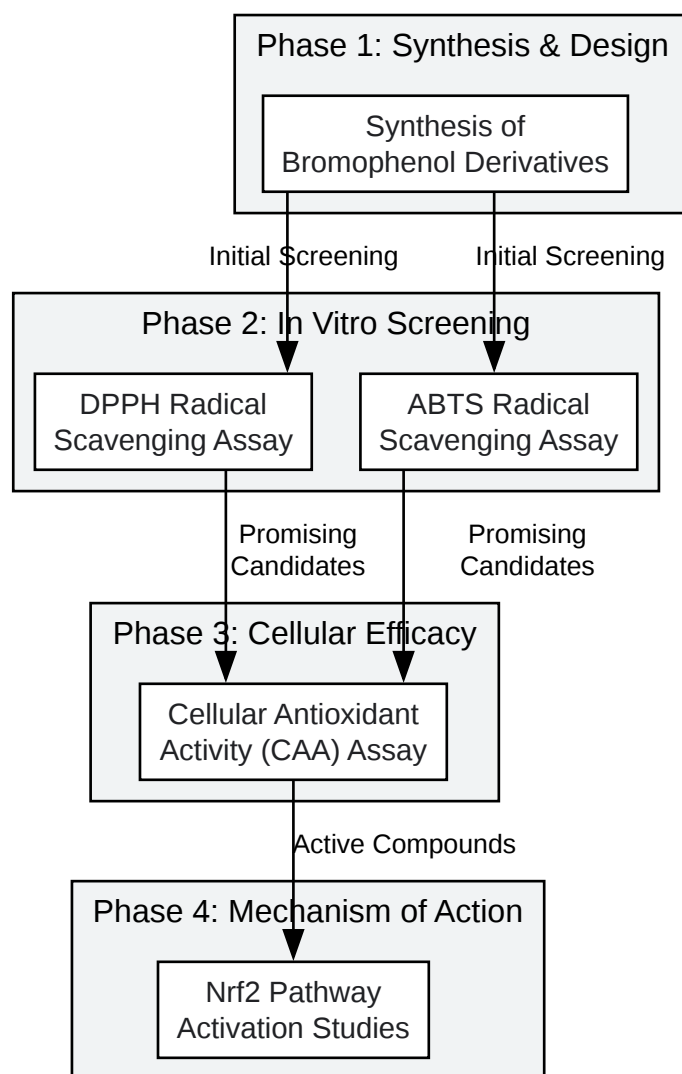 Phase 1: Synthesis & Design
Synthesis of
Bromophenol Derivatives
Initial Screening
Initial Screening
Phase 2: In Vitro Screening
DPPH Radical
Scavenging Assay
ABTS Radical
Scavenging Assay
Promising
Candidates
Promising
Candidates
Phase 3: Cellular Efficacy
Cellular Antioxidant
Activity (CAA) Assay
Active Compounds
Phase 4: Mechanism of Action
Nrf2 Pathway
Activation Studies